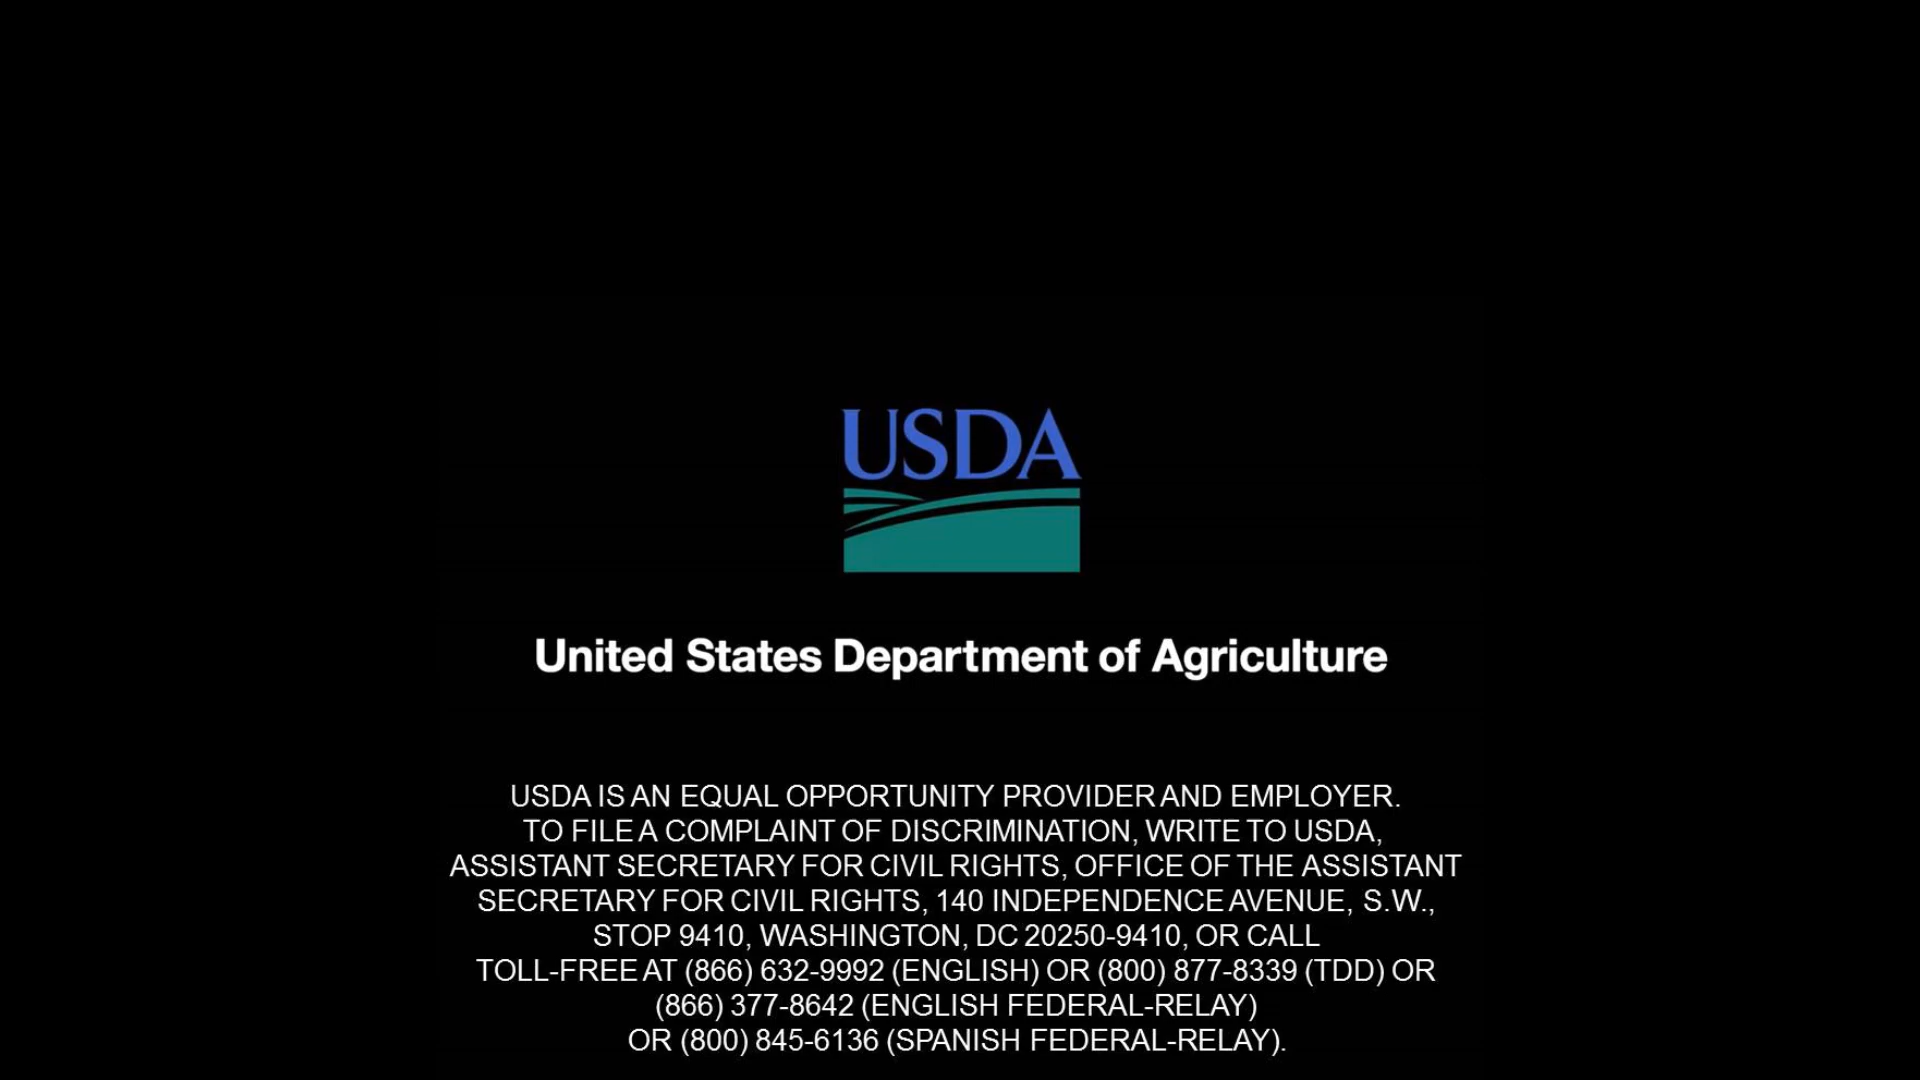 USDA
United States Department of Agriculture
USDA IS AN EQUAL OPPORTUNITY PROVIDER AND EMPLOYER.
TO FILE A COMPLAINT OF DISCRIMINATION, WRITE TO USDA,
ASSISTANT SECRETARY FOR CIVIL RIGHTS, OFFICE OF THE ASSISTANT
SECRETARY FOR CIVIL RIGHTS, 140 INDEPENDENCE AVENUE, S.W.,
STOP 9410, WASHINGTON, DC 20250-9410, OR CALL
TOLL-FREE AT (866) 632-9992 (ENGLISH) OR (800) 877-8339 (TDD) OR
(866) 377-8642 (ENGLISH FEDERAL-RELAY)
OR (800) 845-6136 (SPANISH FEDERAL-RELAY).